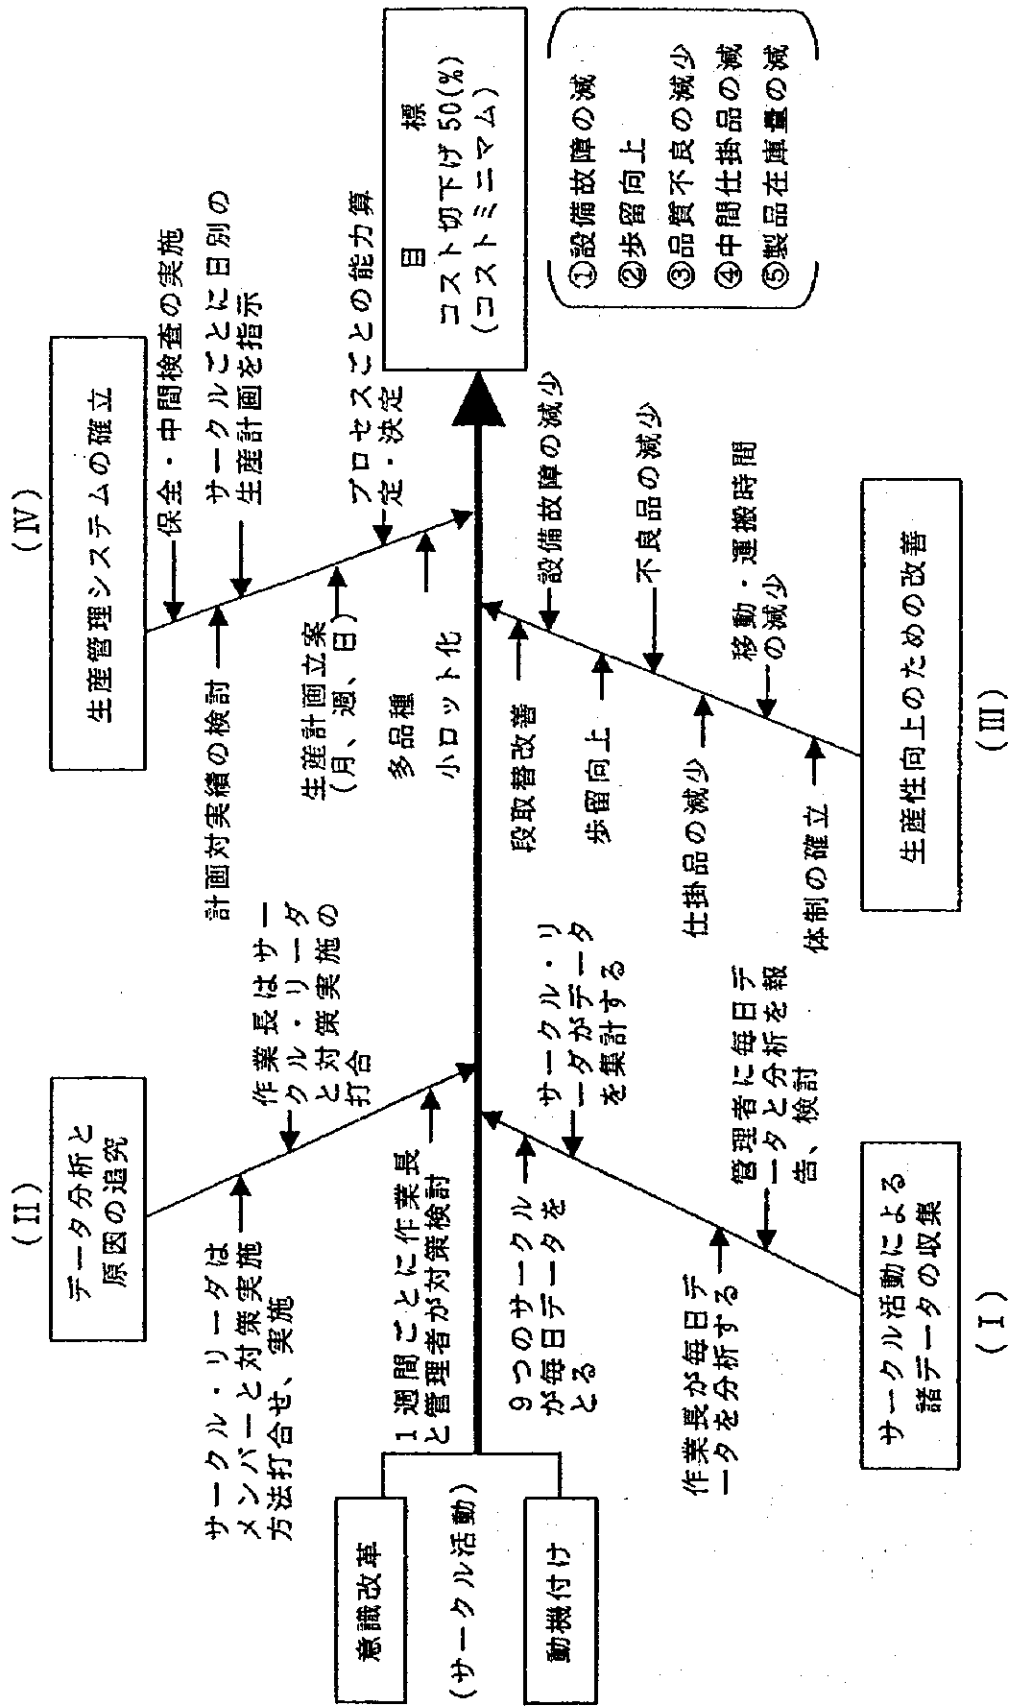 (II)
データ分析と
原因の追究
サークル・リーダは
メンバーと対策実施
方法打合せ、実施
作業長はサー
クル・リーダ
と対策実施の
打合
1週間ごとに作業長
と管理者が対策検討
(IV)
生産管理システムの確立
保全・中間検査の実施
計画対実績の検討
サークルごとに日別の
生産計画を指示
生産計画立案
(月、週、日)
プロセスごとの能力算
定・決定
多品種
小ロット化
意識改革
(サークル活動)
動機付け
目標
コスト切下げ50(%)
(コストミニマム)
①設備故障の減
②歩留向上
③品質不良の減少
④中間仕掛品の減
⑤製品在庫量の減
9つのサークル
が毎日データを
とる
サークル・リ
ーダがデータ
を集計する
作業長が毎日デ
ータを分析する
管理者に毎日デ
ータと分析を報
告、検討
サークル活動による
諸データの収集
(I)
段取替改善
設備故障の減少
歩留向上
不良品の減少
仕掛品の減少
移動・運搬時間
の減少
体制の確立
生産性向上のための改善
(III)